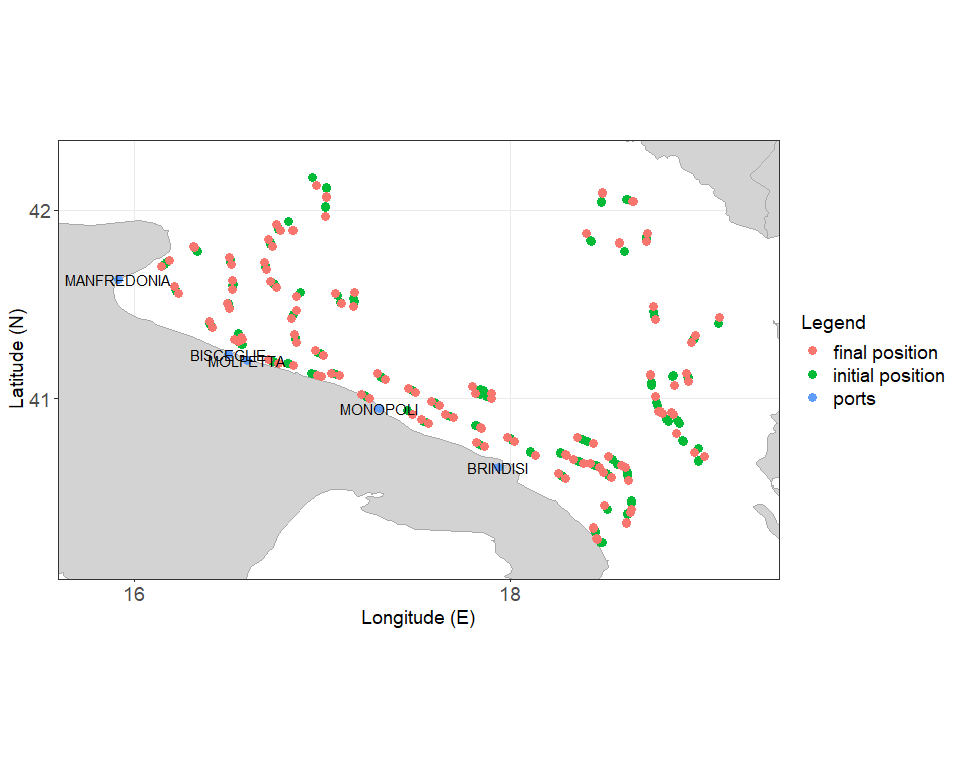 42
41
16
18
Latitude (N)
Longitude (E)
MANFREDONIA
BISCEGLIE
MOLFETTA
MONOPOLI
BRINDISI
Legend
final position
initial position
ports